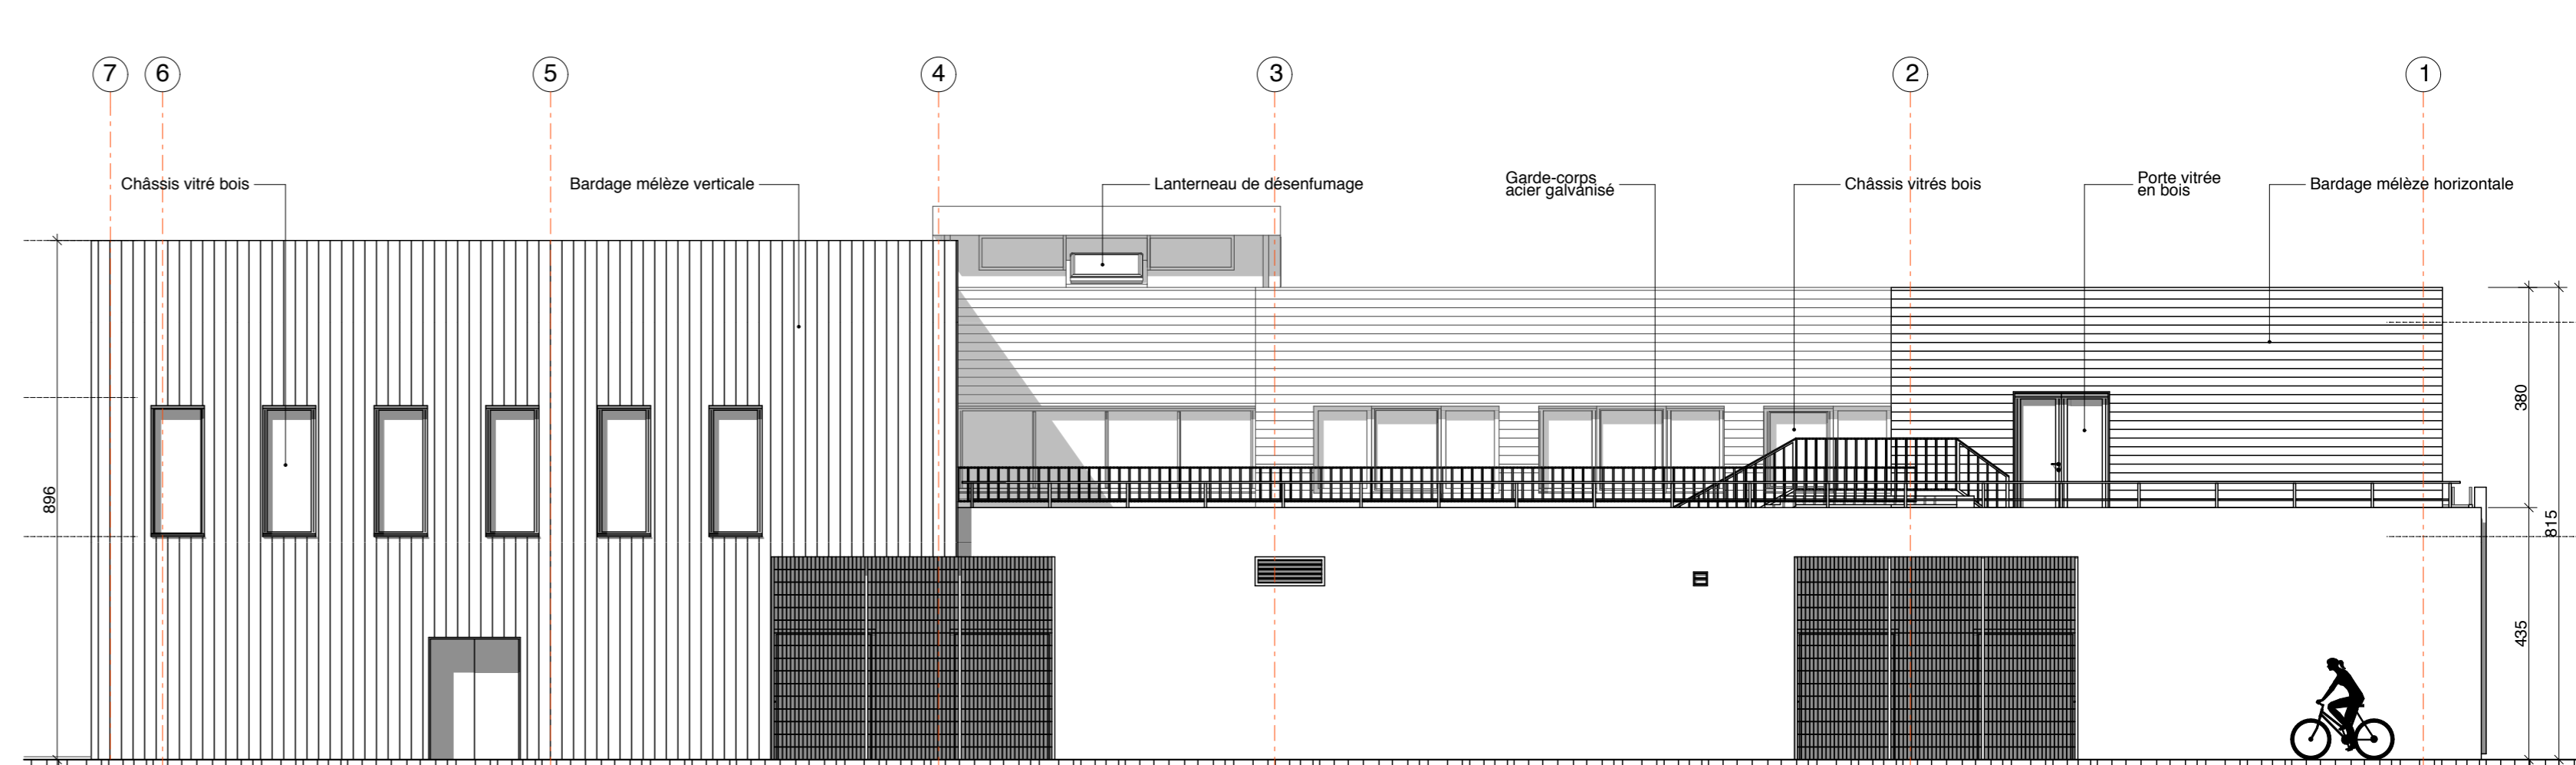 7
6
5
4
3
2
1
Châssis vitré bois
Bardage mélèze verticale
Lanterneau de désenfumage
Garde-corps
acier galvanisé
Châssis vitrés bois
Porte vitrée
en bois
Bardage mélèze horizontale
896
380
815
435